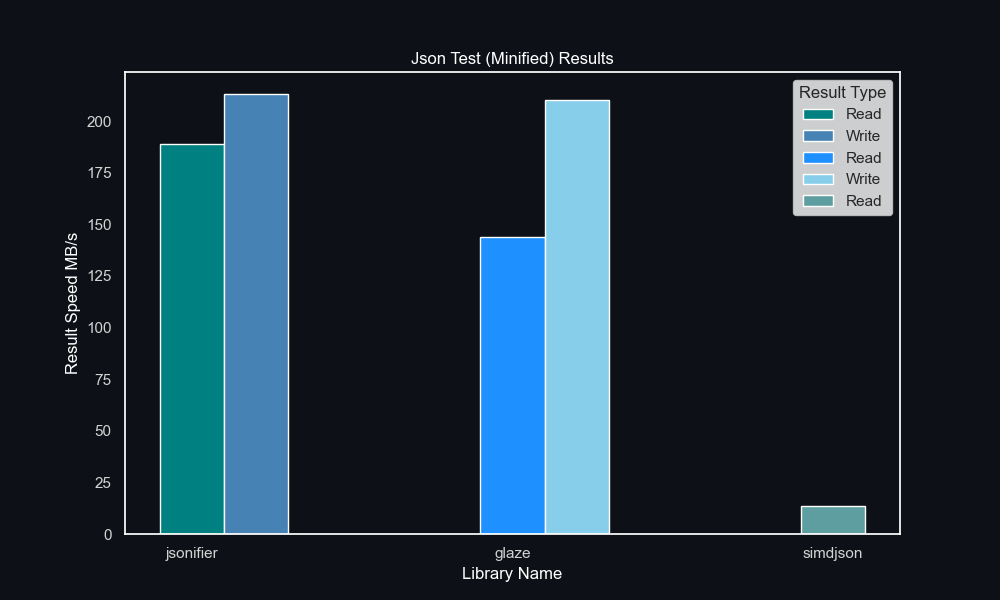 Json Test (Minified) Results
Result Type
Read
Write
Read
Write
Read
Result Speed MB/s
200
175
150
125
100
75
50
25
0
jsonifier glaze simdjson
Library Name